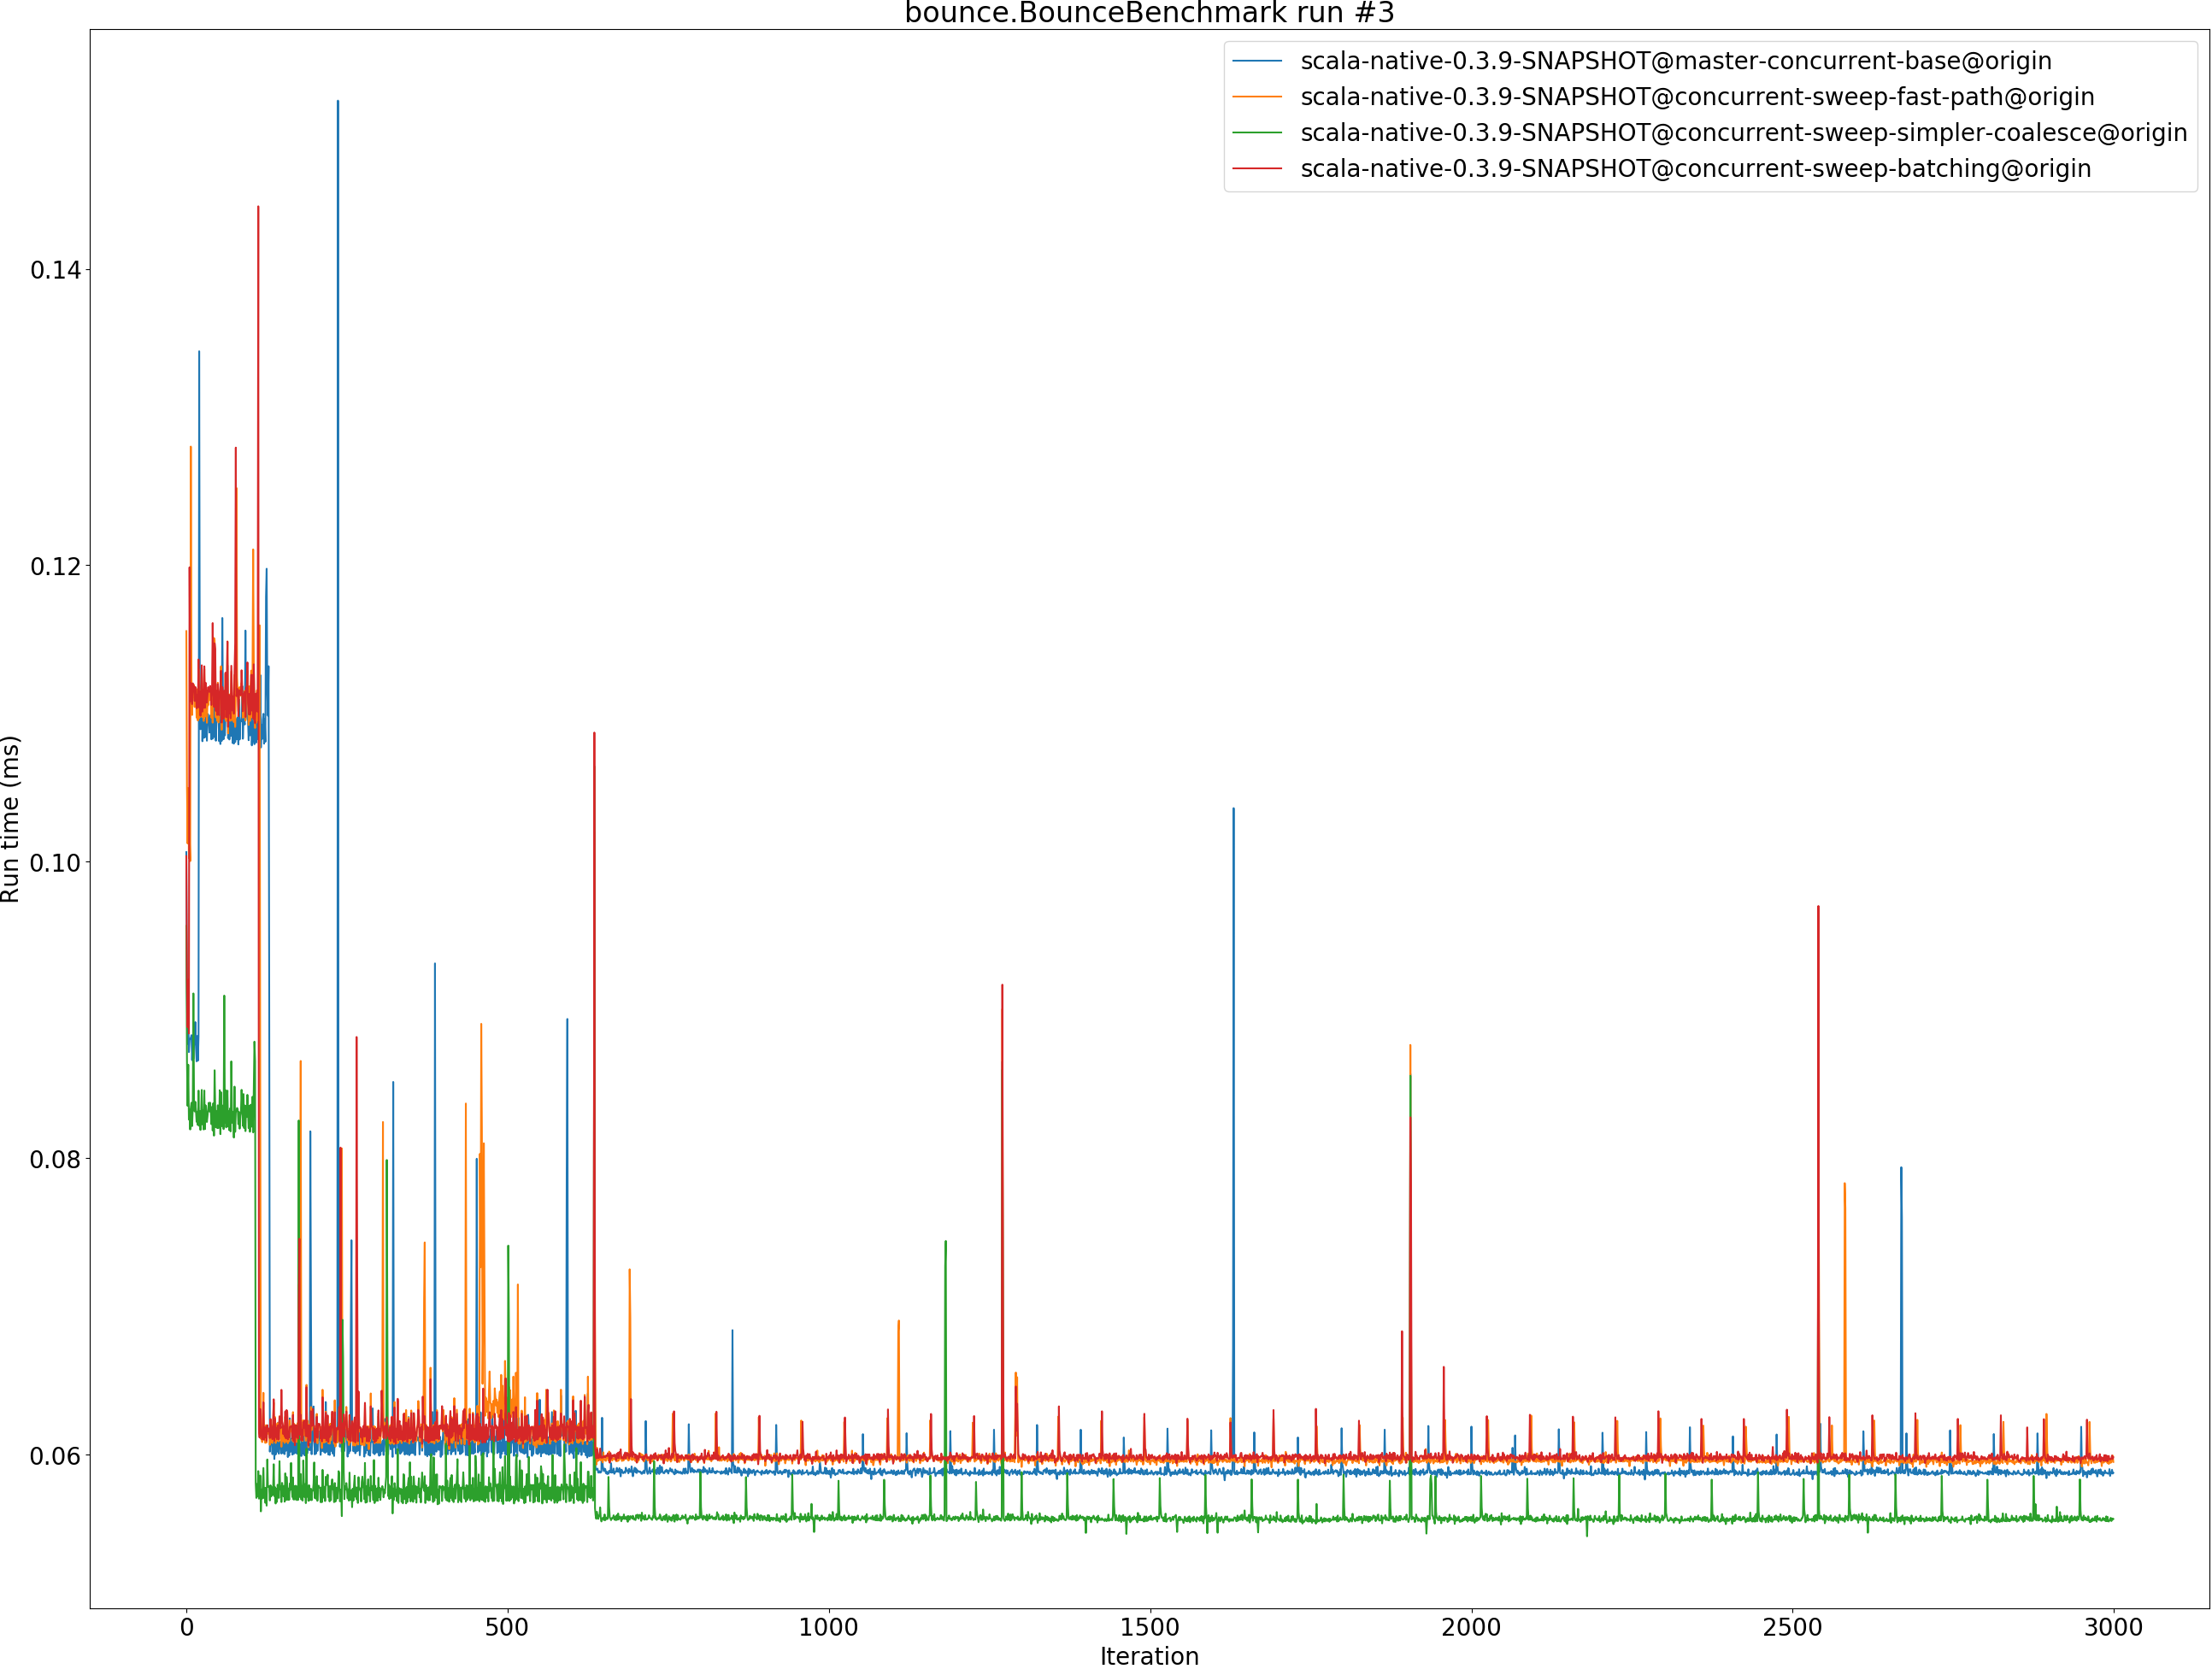 bounce.BounceBenchmark run #3
scala-native-0.3.9-SNAPSHOT@master-concurrent-base@origin
scala-native-0.3.9-SNAPSHOT@concurrent-sweep-fast-path@origin
scala-native-0.3.9-SNAPSHOT@concurrent-sweep-simpler-coalesce@origin
scala-native-0.3.9-SNAPSHOT@concurrent-sweep-batching@origin
0.14
0.12
0.10
0.08
0.06
Run time (ms)
0 500 1000 1500 2000 2500 3000
Iteration